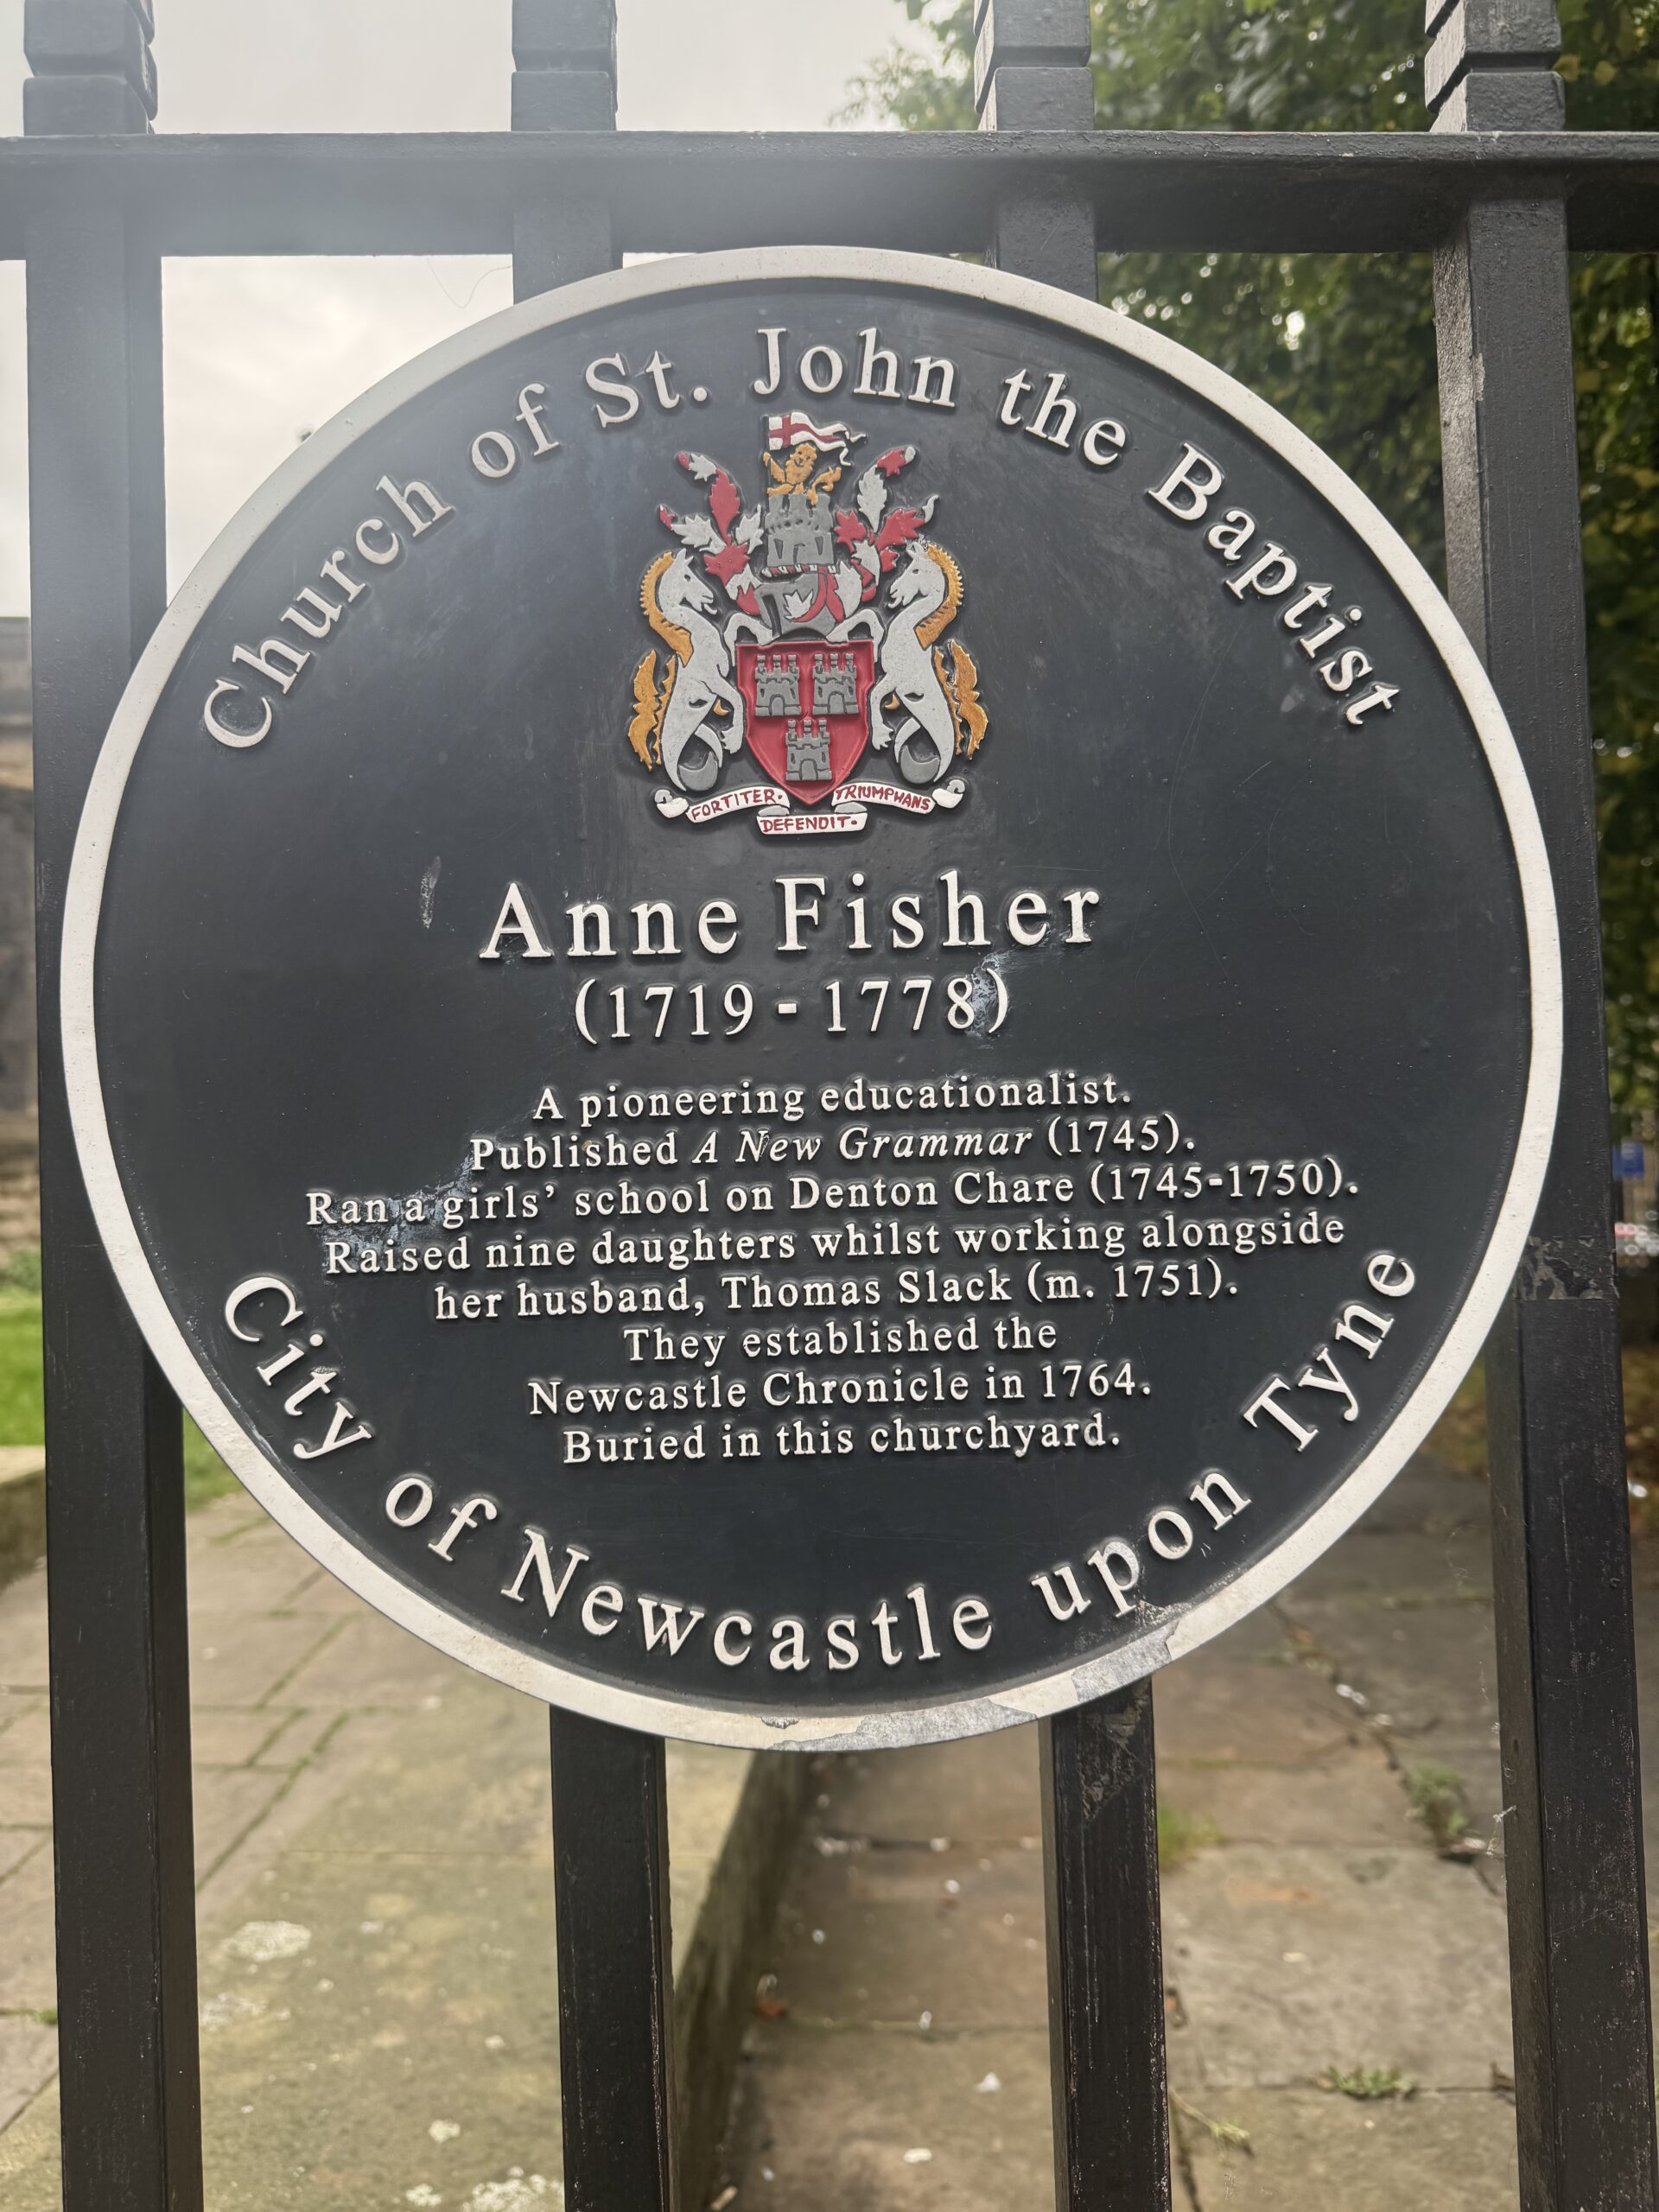 Church of St. John the Baptist
FORTITER · DEFENDIT · TRIUMPHANS
Anne Fisher
(1719 - 1778)
A pioneering educationalist.
Published A New Grammar (1745).
Ran a girls’ school on Denton Chare (1745-1750).
Raised nine daughters whilst working alongside
her husband, Thomas Slack (m. 1751).
They established the
Newcastle Chronicle in 1764.
Buried in this churchyard.
City of Newcastle upon Tyne